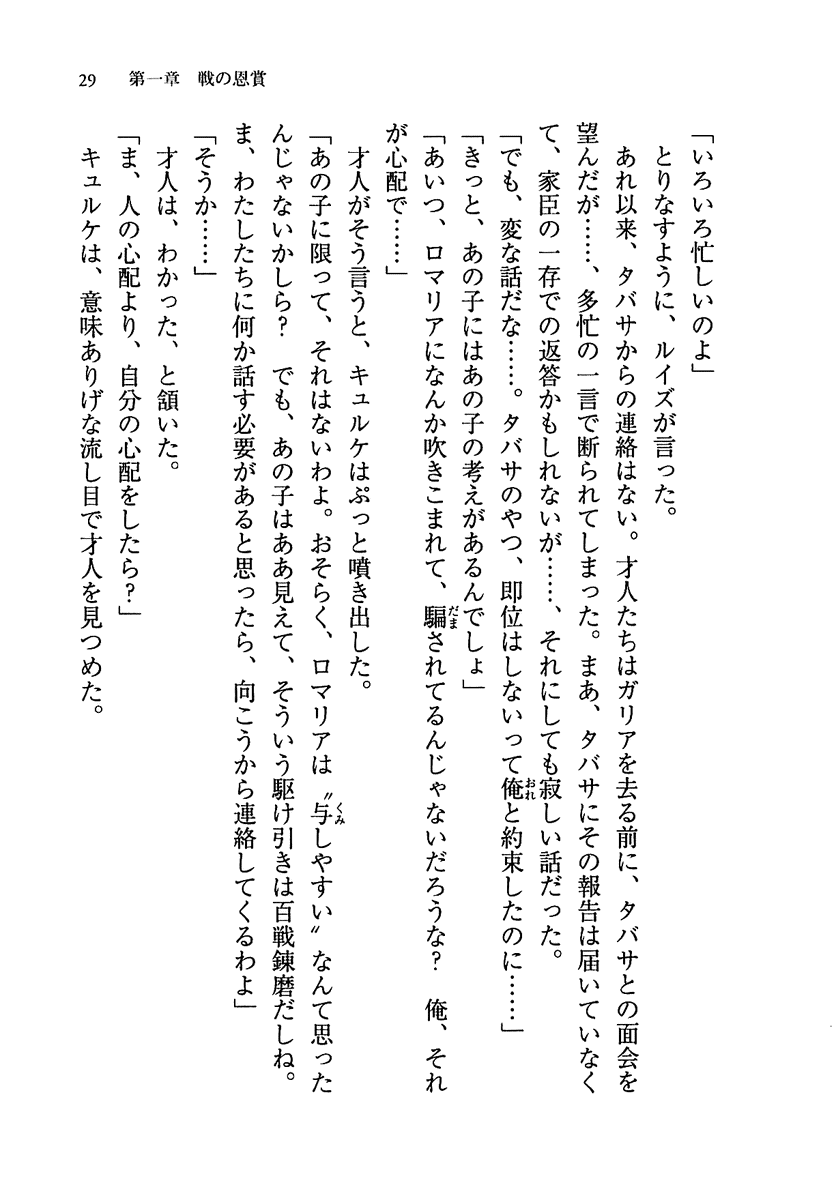 29　第一章　戦の恩賞
「いろいろ忙しいのよ」
　とりなすように、ルイズが言った。
　あれ以来、タバサからの連絡はない。才人たちはガリアを去る前に、タバサとの面会を
望んだが……、多忙の一言で断られてしまった。まあ、タバサにその報告は届いていなく
て、家臣の一存での返答かもしれないが……、それにしても寂しい話だった。
「でも、変な話だな……。タバサのやつ、即位はしないって俺と約束したのに……」
「きっと、あの子にはあの子の考えがあるんでしょ」
「あいつ、ロマリアになんか吹きこまれて、騙されてるんじゃないだろうな？　俺、それ
が心配で……」
　才人がそう言うと、キュルケはぷっと噴き出した。
「あの子に限って、それはないわよ。おそらく、ロマリアは〝与しやすい〟なんて思った
んじゃないかしら？　でも、あの子はああ見えて、そういう駆け引きは百戦錬磨だしね。
ま、わたしたちに何か話す必要があると思ったら、向こうから連絡してくるわよ」
「そうか……」
　才人は、わかった、と頷いた。
「ま、人の心配より、自分の心配をしたら？」
　キュルケは、意味ありげな流し目で才人を見つめた。